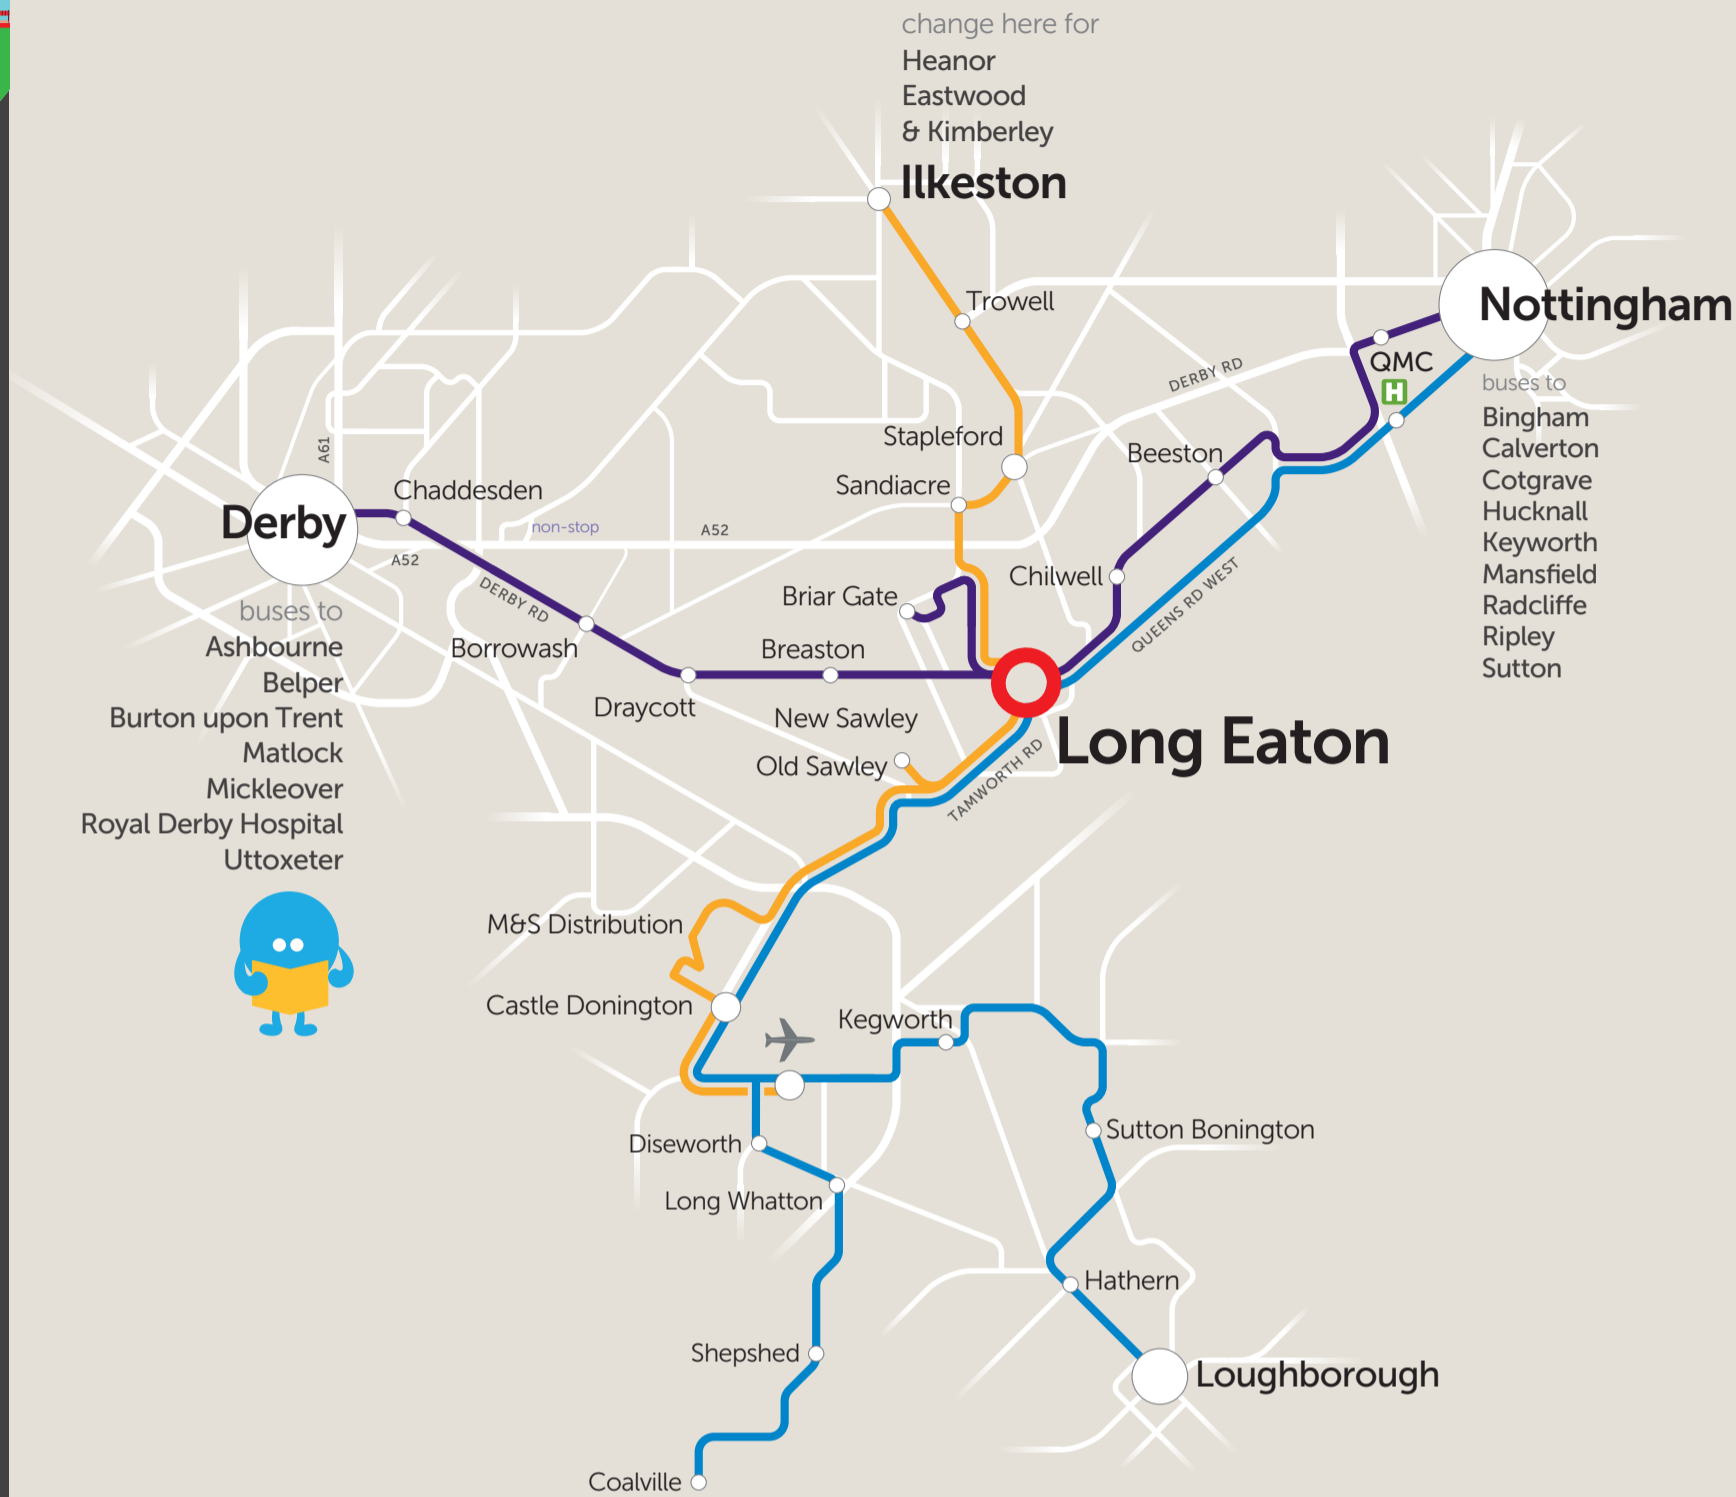 change here for
Heanor
Eastwood
& Kimberley
Ilkeston
Trowell
Nottingham
QMC
H
DERBY RD
buses to
Bingham
Calverton
Cotgrave
Hucknall
Keyworth
Mansfield
Radcliffe
Ripley
Sutton
Stapleford
Beeston
Sandiacre
A61
Chaddesden
Derby
non-stop
A52
A52
DERBY RD
Chilwell
Briar Gate
QUEENS RD WEST
buses to
Ashbourne
Belper
Burton upon Trent
Matlock
Mickleover
Royal Derby Hospital
Uttoxeter
Borrowash
Breaston
Draycott
New Sawley
Long Eaton
Old Sawley
TAMWORTH RD
M&S Distribution
Castle Donington
Kegworth
Diseworth
Sutton Bonington
Long Whatton
Hathern
Shepshed
Loughborough
Coalville